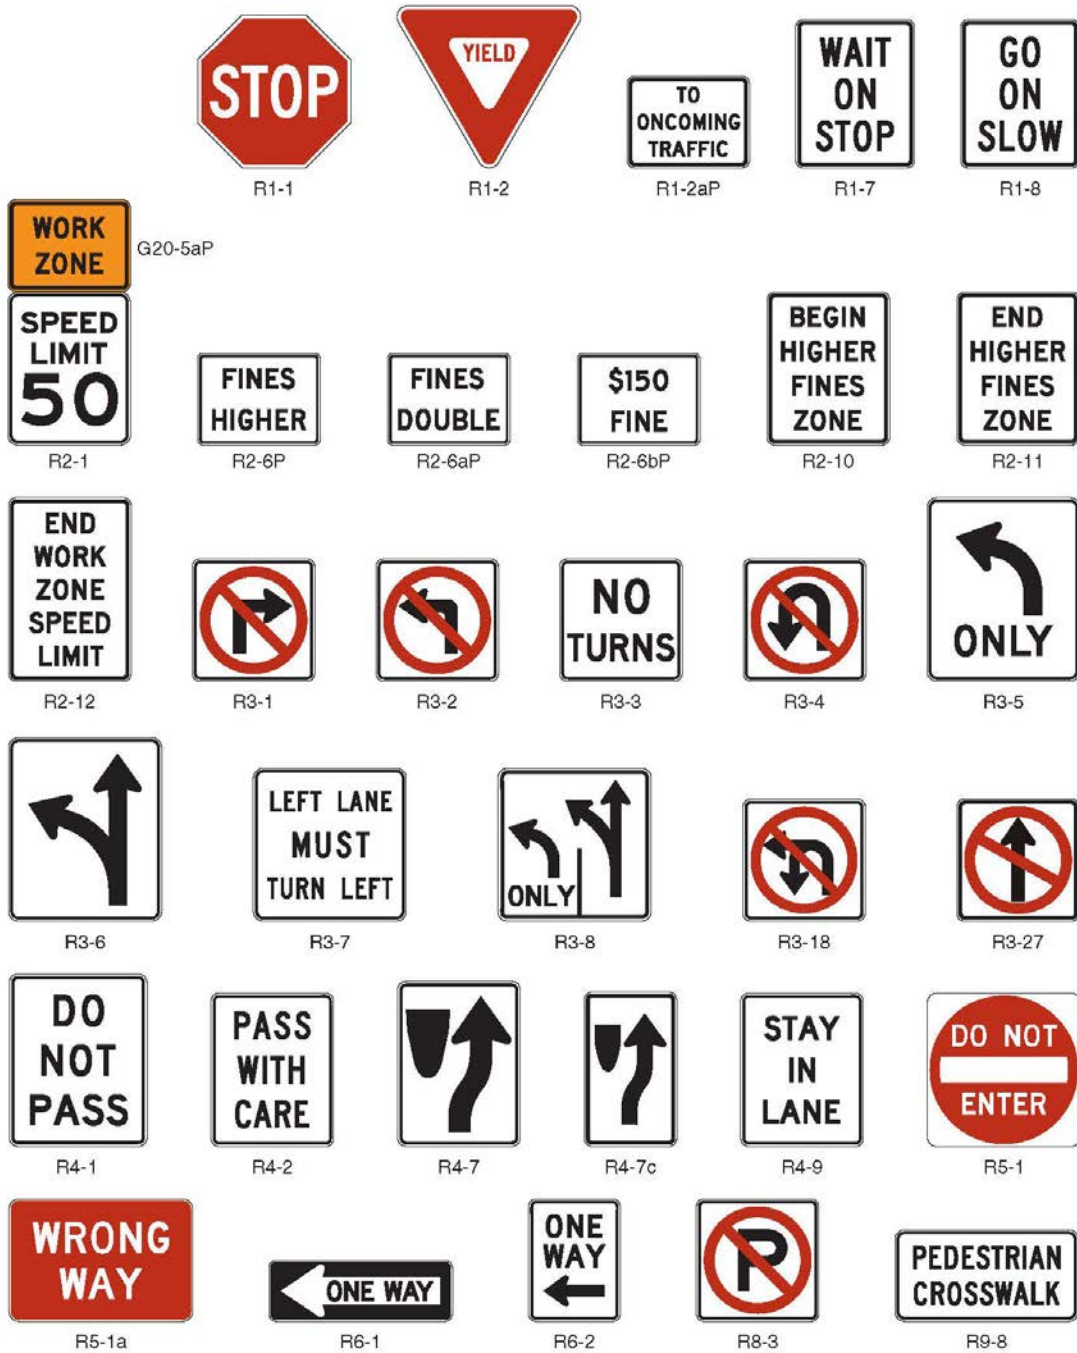 STOP
R1-1
YIELD
R1-2
TO
ONCOMING
TRAFFIC
R1-2aP
WAIT
ON
STOP
R1-7
GO
ON
SLOW
R1-8
WORK
ZONE
G20-5aP
SPEED
LIMIT
50
R2-1
FINES
HIGHER
R2-6P
FINES
DOUBLE
R2-6aP
$150
FINE
R2-6bP
BEGIN
HIGHER
FINES
ZONE
R2-10
END
HIGHER
FINES
ZONE
R2-11
END
WORK
ZONE
SPEED
LIMIT
R2-12
R3-1
R3-2
NO
TURNS
R3-3
R3-4
ONLY
R3-5
R3-6
LEFT LANE
MUST
TURN LEFT
R3-7
ONLY
R3-8
R3-18
R3-27
DO
NOT
PASS
R4-1
PASS
WITH
CARE
R4-2
R4-7
R4-7c
STAY
IN
LANE
R4-9
DO NOT
ENTER
R5-1
WRONG
WAY
R5-1a
ONE WAY
R6-1
ONE
WAY
R6-2
P
R8-3
PEDESTRIAN
CROSSWALK
R9-8